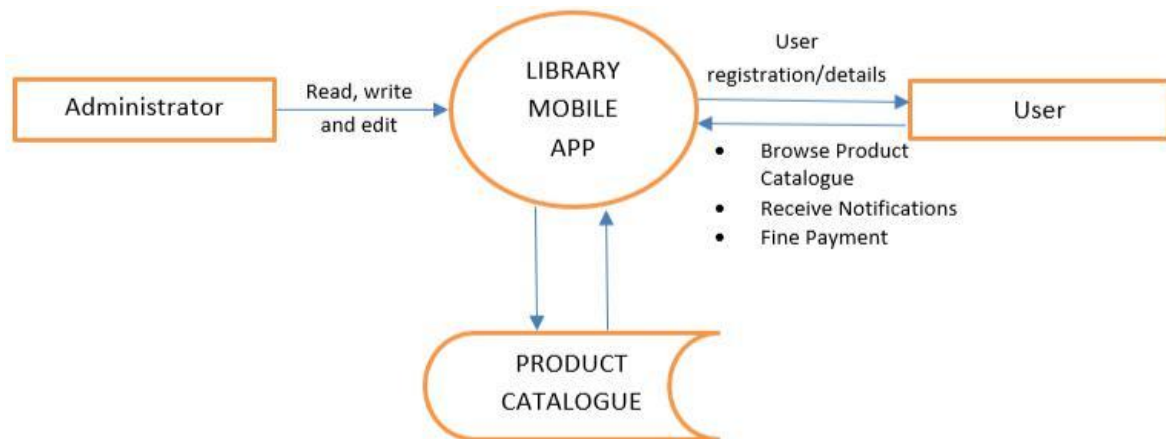 Administrator
Read, write
and edit
LIBRARY
MOBILE
APP
User
registration/details
User
• Browse Product
Catalogue
• Receive Notifications
• Fine Payment
PRODUCT
CATALOGUE